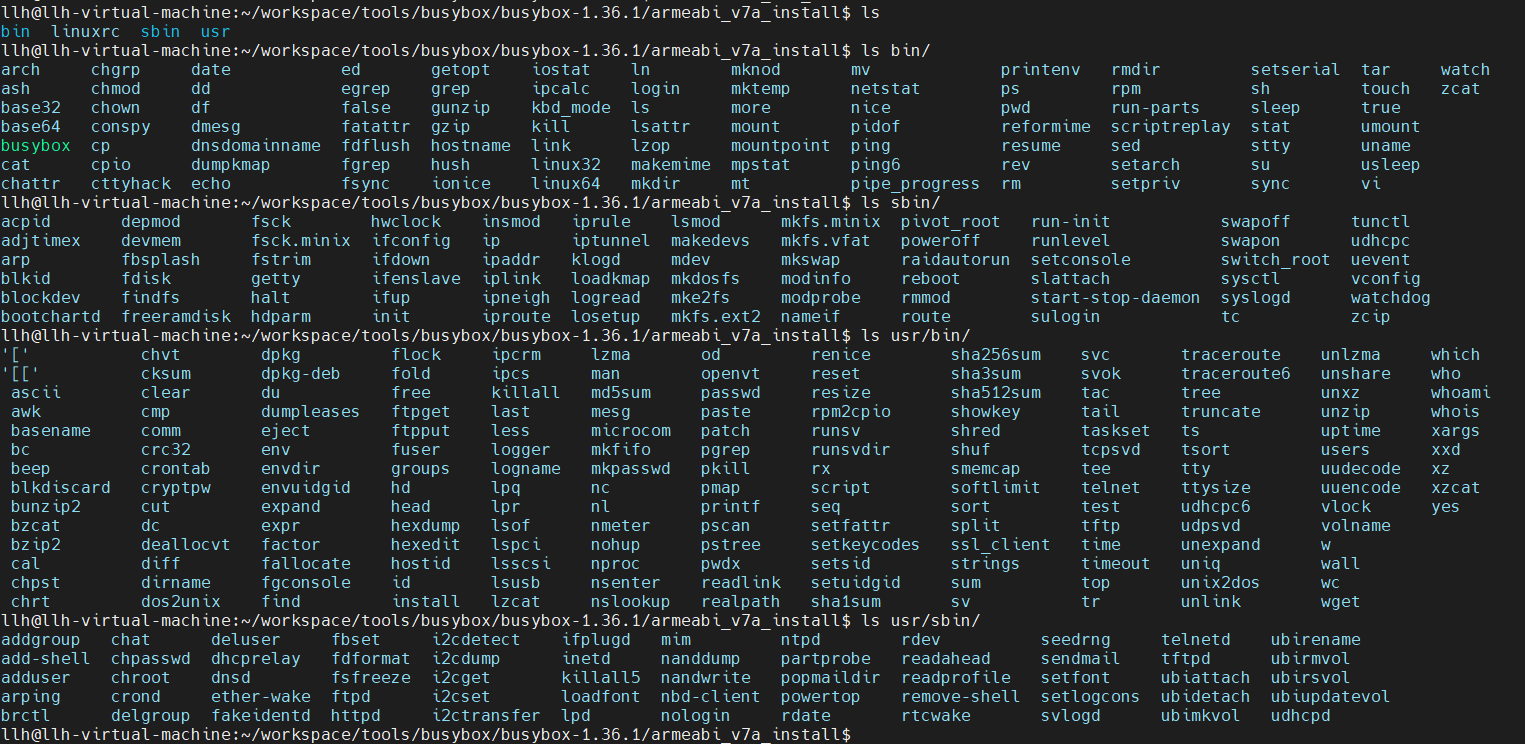 llh@llh-virtual-machine:~/workspace/tools/busybox/busybox-1.36.1/armeabi_v7a_install$ ls
bin  linuxrc  sbin  usr
llh@llh-virtual-machine:~/workspace/tools/busybox/busybox-1.36.1/armeabi_v7a_install$ ls bin/
arch     chgrp     date           ed       getopt    iostat    ln        mknod       mv             printenv   rmdir         setserial  tar     watch
ash      chmod     dd             egrep    grep      ipcalc    login     mktemp      netstat        ps         rpm           sh         touch   zcat
base32   chown     df             false    gunzip    kbd_mode  ls        more        nice           pwd        run-parts     sleep      true
base64   conspy    dmesg          fatattr  gzip      kill      lsattr    mount       pidof          reformime  scriptreplay  stat       umount
busybox  cp        dnsdomainname  fdflush  hostname  link      lzop      mountpoint  ping           resume     sed           stty       uname
cat      cpio      dumpkmap       fgrep    hush      linux32   makemime  mpstat      ping6          rev        setarch       su         usleep
chattr   cttyhack  echo           fsync    ionice    linux64   mkdir     mt          pipe_progress  rm         setpriv       sync       vi
llh@llh-virtual-machine:~/workspace/tools/busybox/busybox-1.36.1/armeabi_v7a_install$ ls sbin/
acpid       depmod      fsck        hwclock    insmod   iprule    lsmod     mkfs.minix  pivot_root   run-init           swapoff      tunctl
adjtimex    devmem      fsck.minix  ifconfig   ip       iptunnel  makedevs  mkfs.vfat   poweroff     runlevel           swapon       udhcpc
arp         fbsplash    fstrim      ifdown     ipaddr   klogd     mdev      mkswap      raidautorun  setconsole         switch_root  uevent
blkid       fdisk       getty       ifenslave  iplink   loadkmap  mkdosfs   modinfo     reboot       slattach           sysctl       vconfig
blockdev    findfs      halt        ifup       ipneigh  logread   mke2fs    modprobe    rmmod        start-stop-daemon  syslogd      watchdog
bootchartd  freeramdisk  hdparm      init       iproute  losetup   mkfs.ext2  nameif     route        sulogin            tc           zcip
llh@llh-virtual-machine:~/workspace/tools/busybox/busybox-1.36.1/armeabi_v7a_install$ ls usr/bin/
'['          chvt        dpkg         flock     ipcrm    lzma       od        renice      sha256sum   svc      traceroute   unlzma    which
'[['         cksum       dpkg-deb     fold      ipcs     man        openvt    reset       sha3sum     svok     traceroute6  unshare   who
ascii       clear       du           free      killall  md5sum     passwd    resize      sha512sum   tac      tree         unxz      whoami
awk         cmp         dumpleases   ftpget    last     mesg       paste     rpm2cpio    showkey     tail     truncate     unzip     whois
basename    comm        eject        ftpput    less     microcom   patch     runsv       shred       taskset  ts           uptime    xargs
bc          crc32       env          fuser     logger   mkfifo     pgrep     runsvdir    shuf        tcpsvd   tsort        users     xxd
beep        crontab     envdir       groups    logname  mkpasswd   pkill     rx          smemcap     tee      tty          uudecode  xz
blkdiscard  cryptpw     envuidgid    hd        lpq      nc         pmap      script      softlimit   telnet   ttysize      uuencode  xzcat
bunzip2     cut         expand       head      lpr      nl         printf    seq         sort        test     udhcpc6      vlock     yes
bzcat       dc          expr         hexdump   lsof     nmeter     pscan     setfattr    split       tftp     udpsvd       volname
bzip2       deallocvt   factor       hexedit   lspci    nohup      pstree    setkeycodes  ssl_client  time     unexpand     w
cal         diff        fallocate    hostid    lsscsi   nproc      pwdx      setsid      strings     timeout  uniq         wall
chpst       dirname     fgconsole    id        lsusb    nsenter    readlink  setuidgid   sum         top      unix2dos     wc
chrt        dos2unix    find         install   lzcat    nslookup   realpath  sha1sum     sv          tr       unlink       wget
llh@llh-virtual-machine:~/workspace/tools/busybox/busybox-1.36.1/armeabi_v7a_install$ ls usr/sbin/
addgroup   chat      deluser     fbset      i2cdetect    ifplugd   mim         ntpd        rdev          seedrng      telnetd    ubirename
add-shell  chpasswd  dhcprelay   fdformat   i2cdump      inetd     nanddump    partprobe   readahead     sendmail     tftpd      ubirmvol
adduser    chroot    dnsd        fsfreeze   i2cget       killall5  nandwrite   popmaildir  readprofile   setfont      ubiattach  ubirsvol
arping     crond     ether-wake  ftpd       i2cset       loadfont  nbd-client  powertop    remove-shell  setlogcons   ubidetach  ubiupdatevol
brctl      delgroup  fakeidentd  httpd      i2ctransfer  lpd       nologin     rdate       rtcwake       svlogd       ubimkvol   udhcpd
llh@llh-virtual-machine:~/workspace/tools/busybox/busybox-1.36.1/armeabi_v7a_install$